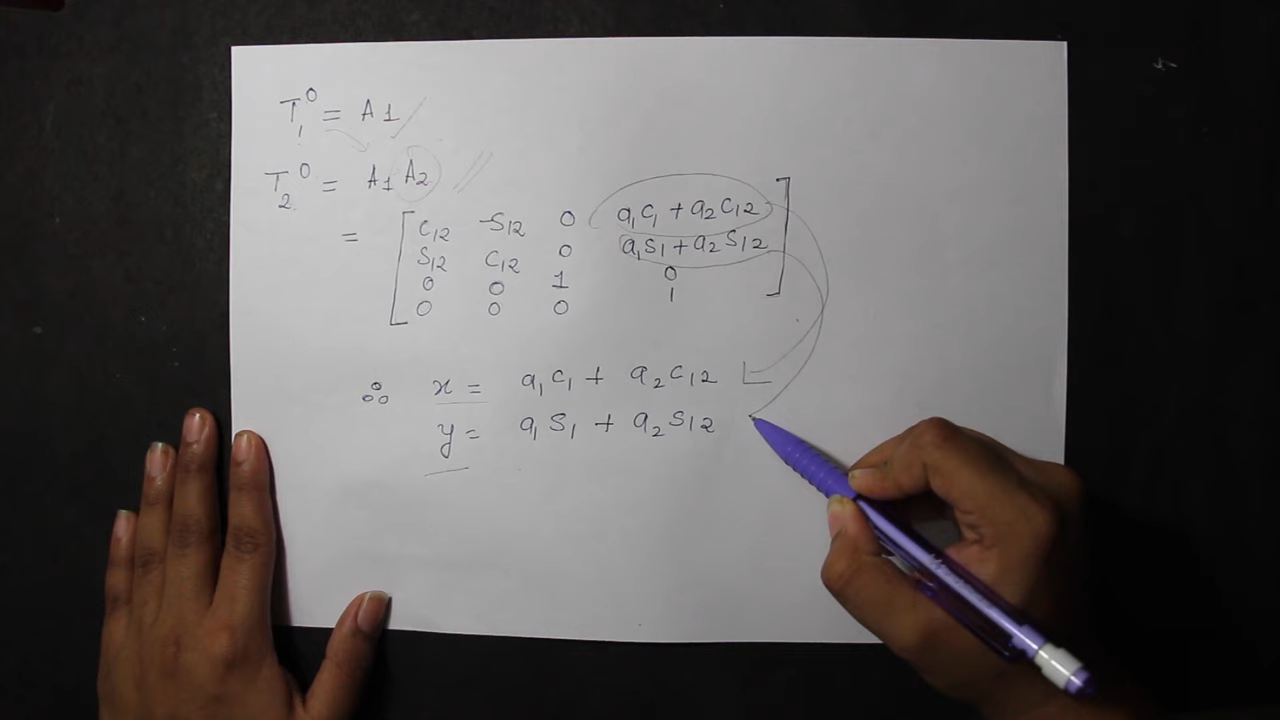 T₁⁰ = A1
T₂⁰ = A1 A2
= [ C12 -S12 0 a₁c₁ + a₂c12 ]
S12 C12 0 a₁s₁ + a₂s12
0 0 1 0
0 0 0 1
∴ x = a₁c₁ + a₂c12
y = a₁s₁ + a₂s12